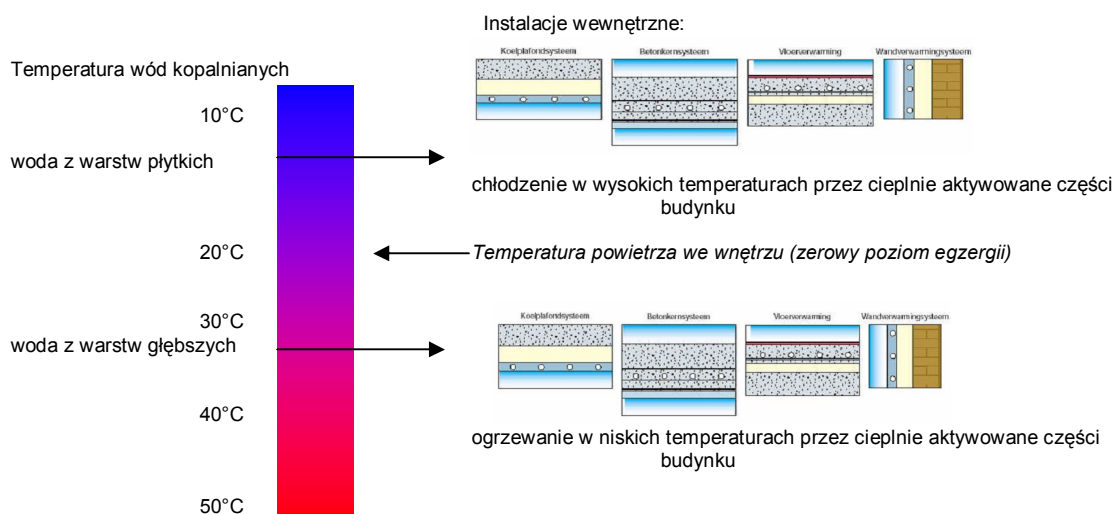 Instalacje wewnętrzne:
Koelplafondsysteem
Betonkernsysteem
Vloerverwarming
Wandverwarmingsysteem
Temperatura wód kopalnianych
10°C
woda z warstw płytkich
chłodzenie w wysokich temperaturach przez cieplnie aktywowane części
budynku
20°C
Temperatura powietrza we wnętrzu (zerowy poziom egzergii)
30°C
Koelplafondsysteem
Betonkernsysteem
Vloerverwarming
Wandverwarmingsysteem
woda z warstw głębszych
40°C
ogrzewanie w niskich temperaturach przez cieplnie aktywowane części
budynku
50°C